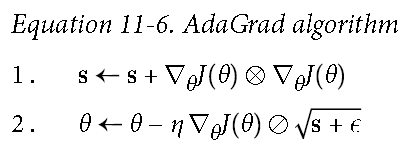 Equation 11-6. AdaGrad algorithm
1. s ← s + ∇θJ(θ) ⊗ ∇θJ(θ)
2. θ ← θ − η ∇θJ(θ) ⊘ √(s + ϵ)